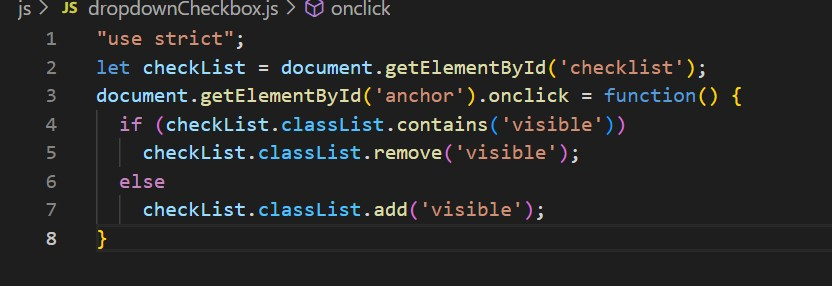 js > JS dropdownCheckbox.js > onclick
1 "use strict";
2 let checkList = document.getElementById('checklist');
3 document.getElementById('anchor').onclick = function() {
4   if (checkList.classList.contains('visible'))
5     checkList.classList.remove('visible');
6   else
7     checkList.classList.add('visible');
8 }